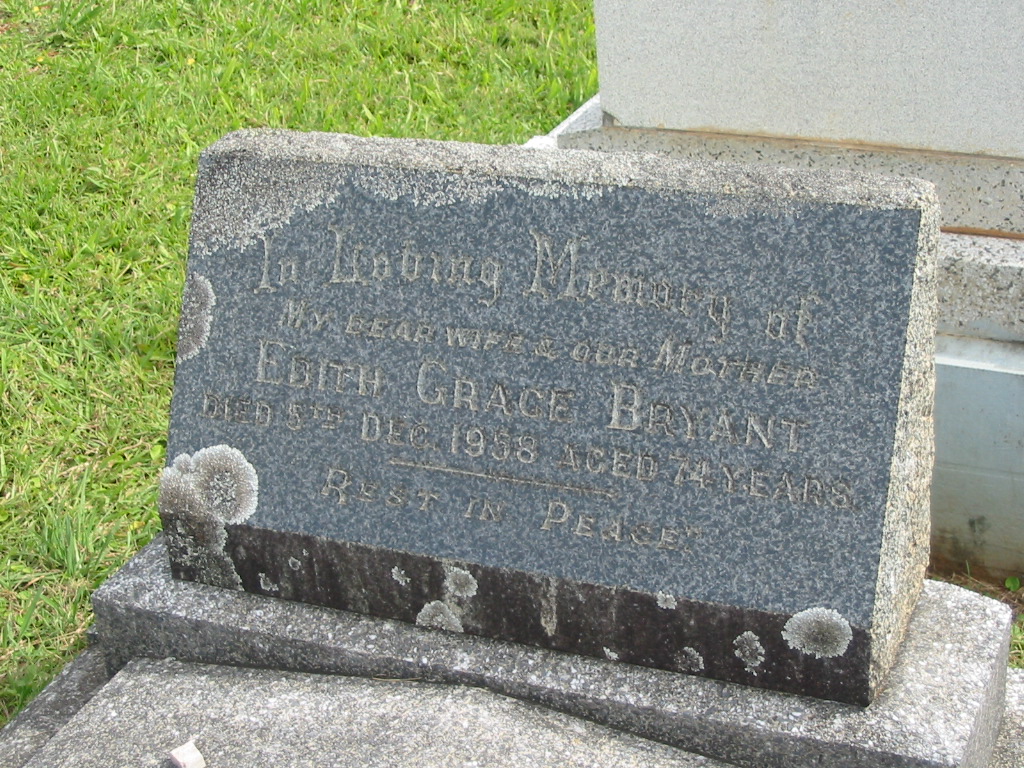 In Loving Memory of
MY DEAR WIFE & OUR MOTHER
EDITH GRACE BRYANT
DIED 5TH DEC. 1958 AGED 74 YEARS.
REST IN PEACE.